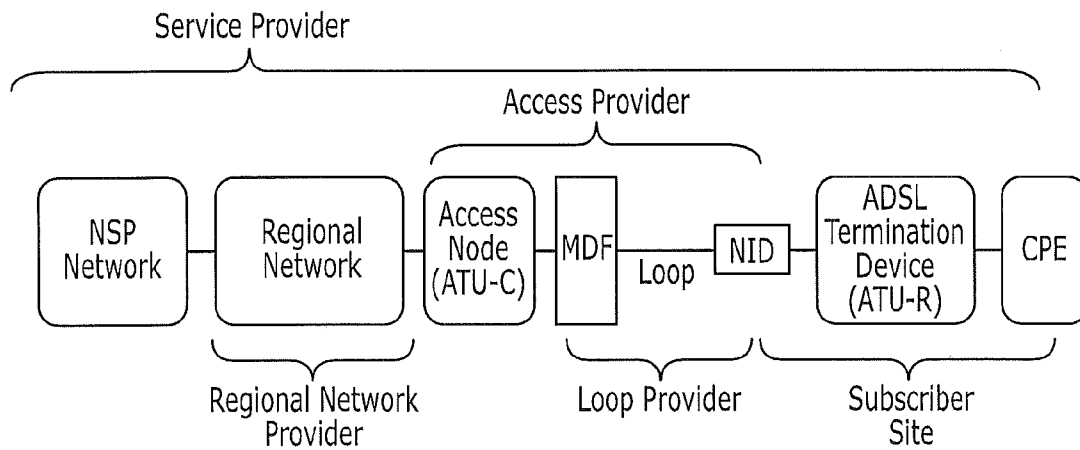 Service Provider
Access Provider
NSP
Network
Regional
Network
Access
Node
(ATU-C)
MDF
Loop
NID
ADSL
Termination
Device
(ATU-R)
CPE
Regional Network
Provider
Loop Provider
Subscriber
Site